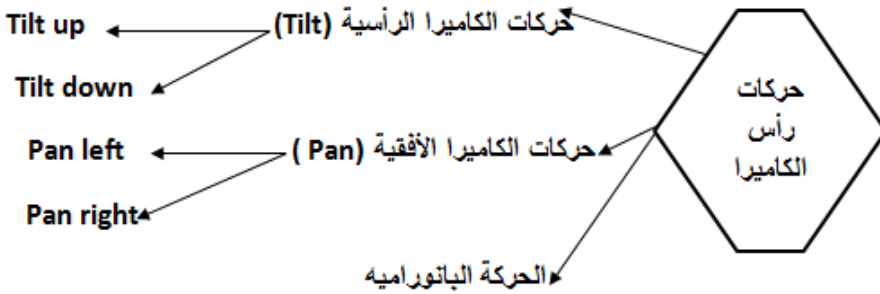 حركات
رأس
الكاميرا
حركات الكاميرا الرأسية (Tilt)
Tilt up
Tilt down
حركات الكاميرا الأفقية (Pan )
Pan left
Pan right
الحركة البانوراميه